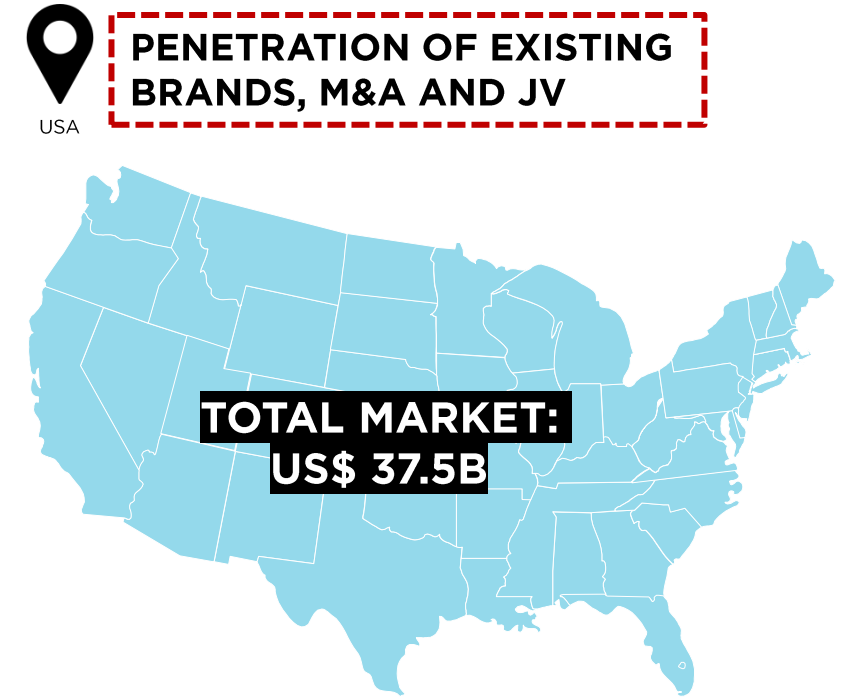 PENETRATION OF EXISTING
BRANDS, M&A AND JV
USA
TOTAL MARKET:
US$ 37.5B